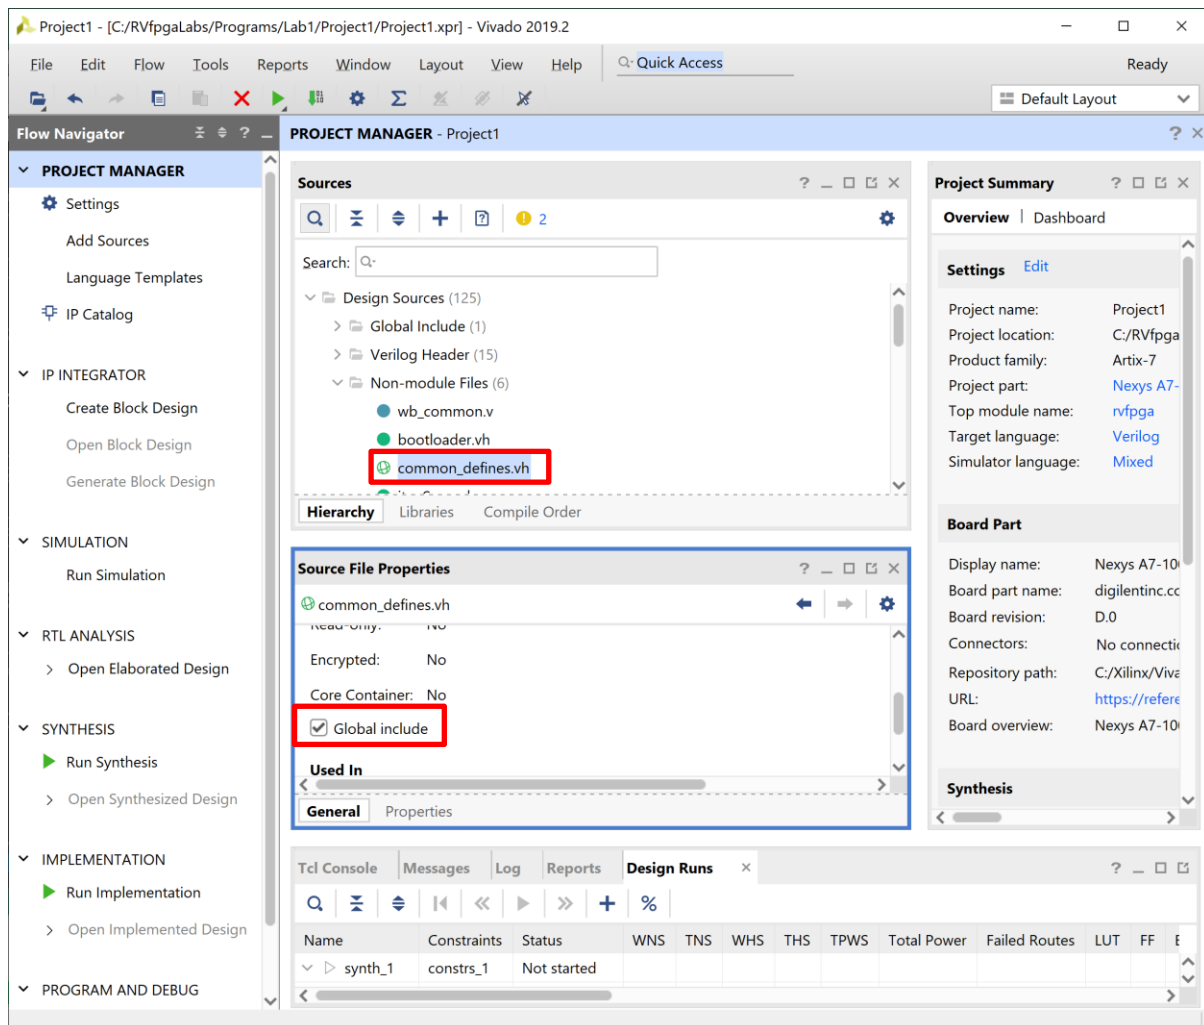 Project1 - [C:/RVfpgaLabs/Programs/Lab1/Project1/Project1.xpr] - Vivado 2019.2
File Edit Flow Tools Reports Window Layout View Help Quick Access Ready
Default Layout
Flow Navigator
PROJECT MANAGER
Settings
Add Sources
Language Templates
IP Catalog
IP INTEGRATOR
Create Block Design
Open Block Design
Generate Block Design
SIMULATION
Run Simulation
RTL ANALYSIS
Open Elaborated Design
SYNTHESIS
Run Synthesis
Open Synthesized Design
IMPLEMENTATION
Run Implementation
Open Implemented Design
PROGRAM AND DEBUG
PROJECT MANAGER - Project1
Sources
2
Search:
Design Sources (125)
Global Include (1)
Verilog Header (15)
Non-module Files (6)
wb_common.v
bootloader.vh
common_defines.vh
Hierarchy Libraries Compile Order
Source File Properties
common_defines.vh
Read-only: No
Encrypted: No
Core Container: No
Global include
Used In
General Properties
Project Summary
Overview | Dashboard
Settings Edit
Project name: Project1
Project location: C:/RVfpga
Product family: Artix-7
Project part: Nexys A7-
Top module name: rvfpga
Target language: Verilog
Simulator language: Mixed
Board Part
Display name: Nexys A7-10
Board part name: digilentinc.co
Board revision: D.0
Connectors: No connectio
Repository path: C:/Xilinx/Viva
URL: https://refere
Board overview: Nexys A7-10
Synthesis
Tcl Console Messages Log Reports Design Runs
Name Constraints Status WNS TNS WHS THS TPWS Total Power Failed Routes LUT FF
synth_1 constrs_1 Not started